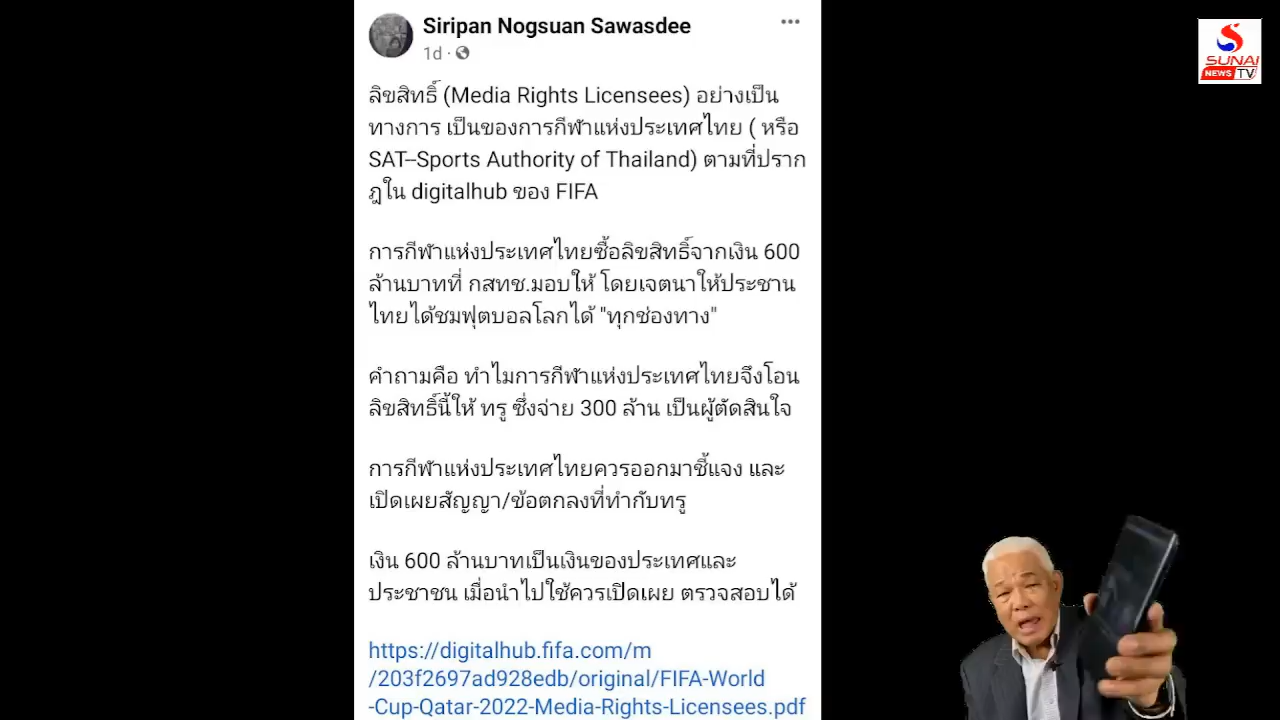 Siripan Nogsuan Sawasdee
1d ·
ลิขสิทธิ์ (Media Rights Licensees) อย่างเป็น
ทางการ เป็นของการกีฬาแห่งประเทศไทย ( หรือ
SAT–Sports Authority of Thailand) ตามที่ปราก
ฎใน digitalhub ของ FIFA
การกีฬาแห่งประเทศไทยซื้อลิขสิทธิ์จากเงิน 600
ล้านบาทที่ กสทช.มอบให้ โดยเจตนาให้ประชาน
ไทยได้ชมฟุตบอลโลกได้ "ทุกช่องทาง"
คำถามคือ ทำไมการกีฬาแห่งประเทศไทยจึงโอน
ลิขสิทธิ์นี้ให้ ทรู ซึ่งจ่าย 300 ล้าน เป็นผู้ตัดสินใจ
การกีฬาแห่งประเทศไทยควรออกมาชี้แจง และ
เปิดเผยสัญญา/ข้อตกลงที่ทำกับทรู
เงิน 600 ล้านบาทเป็นเงินของประเทศและ
ประชาชน เมื่อนำไปใช้ควรเปิดเผย ตรวจสอบได้
https://digitalhub.fifa.com/m
/203f2697ad928edb/original/FIFA-World
-Cup-Qatar-2022-Media-Rights-Licensees.pdf
SUNAI
NEWS TV